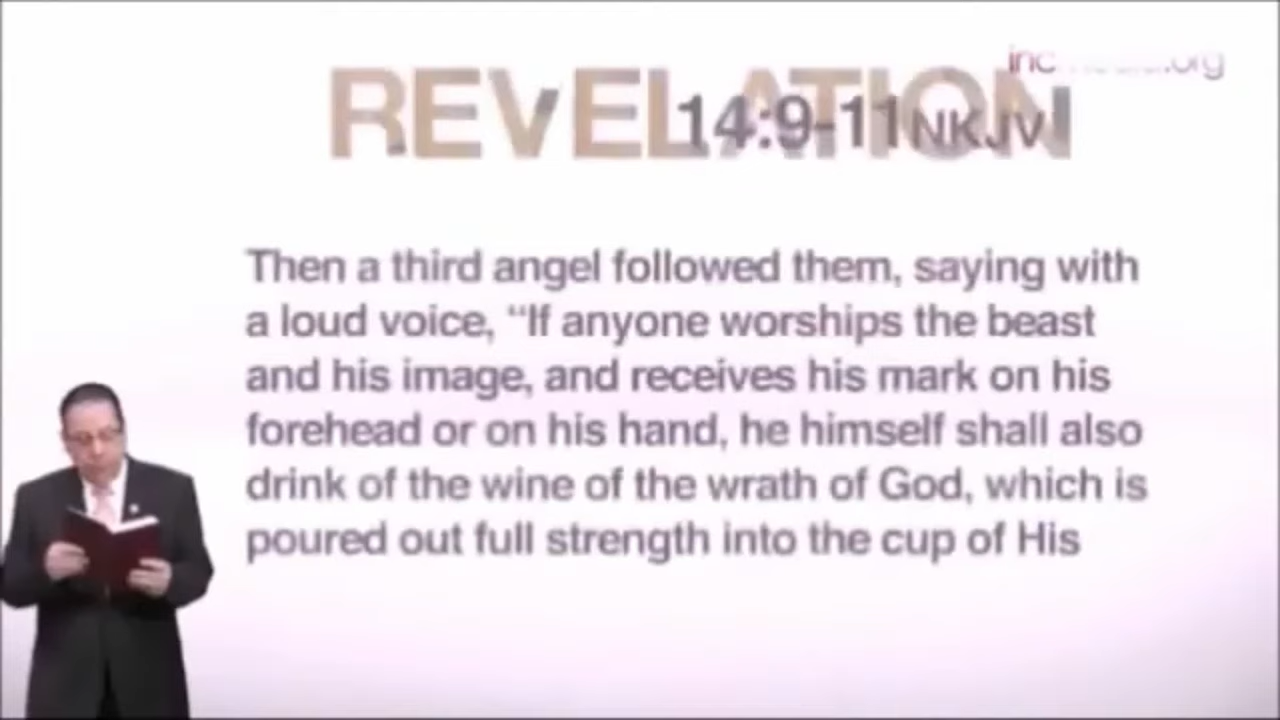 incmedia.org
REVELATION
14:9-11 NKJV
Then a third angel followed them, saying with
a loud voice, “If anyone worships the beast
and his image, and receives his mark on his
forehead or on his hand, he himself shall also
drink of the wine of the wrath of God, which is
poured out full strength into the cup of His